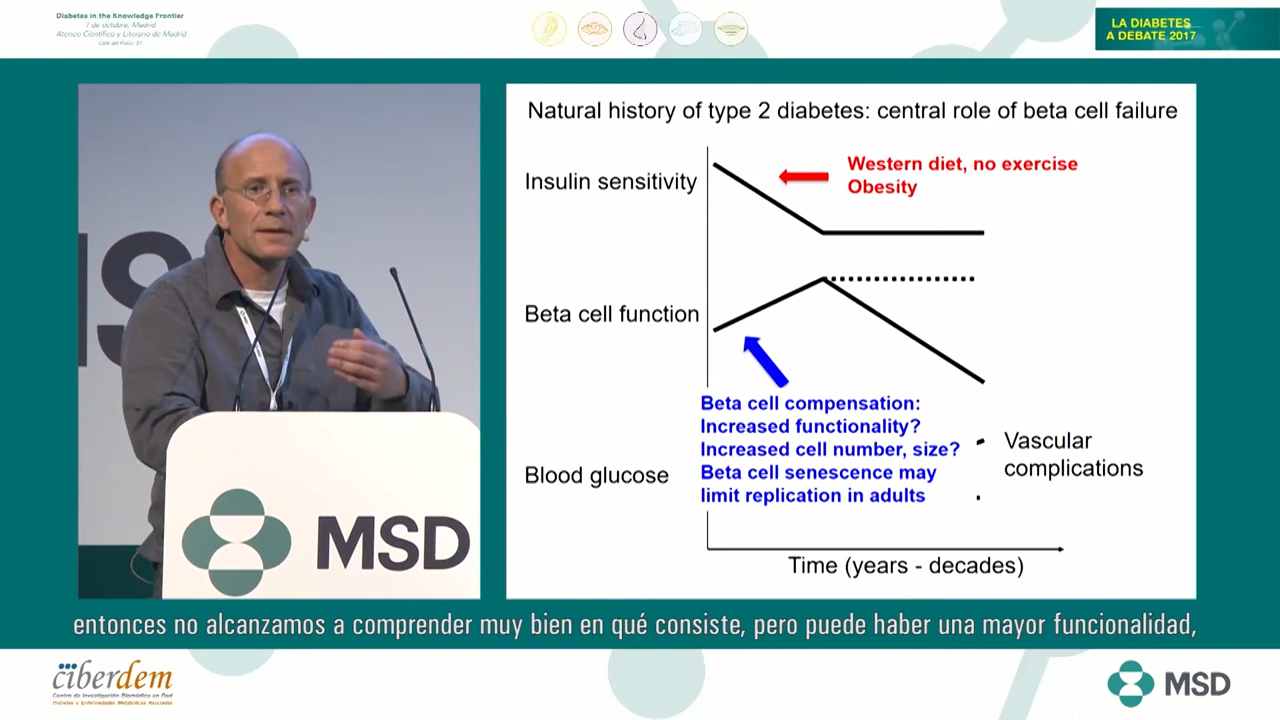 Diabetes in the Knowledge Frontier
7 de octubre, Madrid
Ateneo Científico y Literario de Madrid
Calle del Prado, 21
LA DIABETES
A DEBATE 2017
Natural history of type 2 diabetes: central role of beta cell failure
Insulin sensitivity
Western diet, no exercise
Obesity
Beta cell function
Beta cell compensation:
Increased functionality?
Increased cell number, size?
Beta cell senescence may
limit replication in adults
Blood glucose
Vascular
complications
Time (years - decades)
MSD
entonces no alcanzamos a comprender muy bien en qué consiste, pero puede haber una mayor funcionalidad,
ciberdem
Centro de Investigación Biomédica en Red
Diabetes y Enfermedades Metabólicas Asociadas
MSD